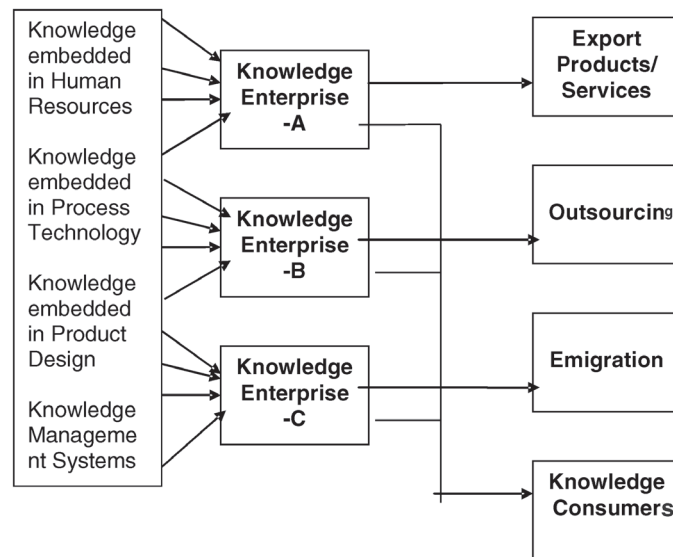 Knowledge
embedded
in Human
Resources
Knowledge
embedded
in Process
Technology
Knowledge
embedded
in Product
Design
Knowledge
Manageme
nt Systems
Knowledge
Enterprise
-A
Knowledge
Enterprise
-B
Knowledge
Enterprise
-C
Export
Products/
Services
Outsourcing
Emigration
Knowledge
Consumers